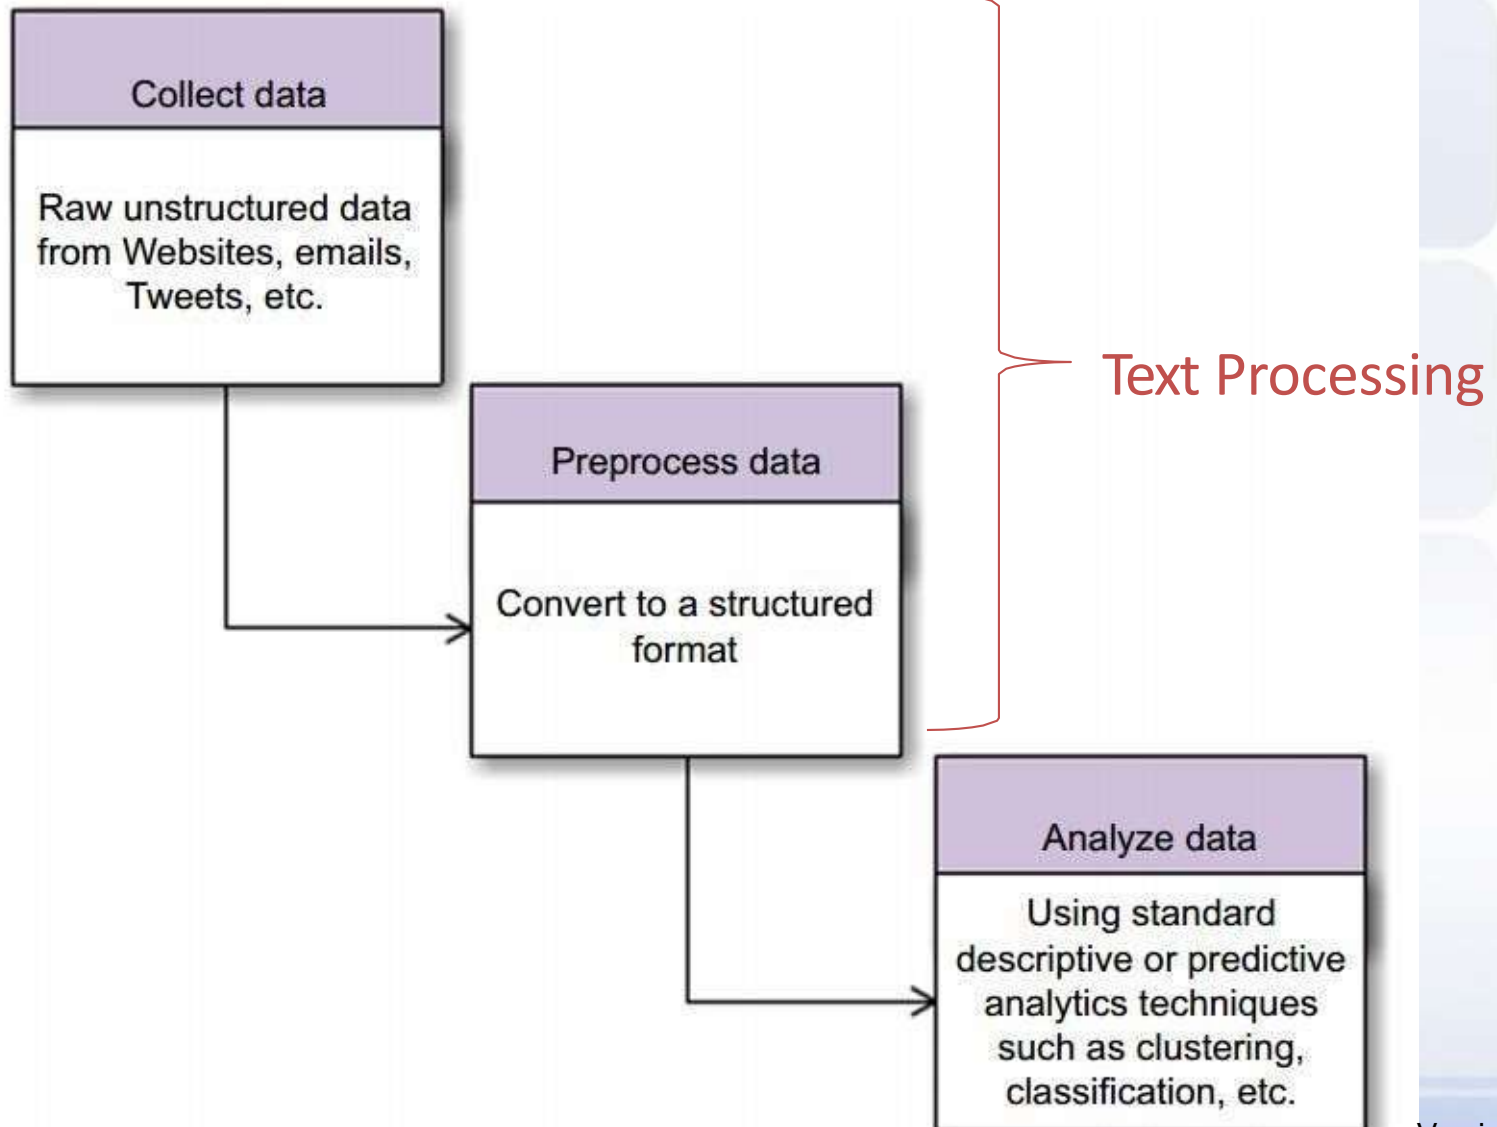 Collect data
Raw unstructured data
from Websites, emails,
Tweets, etc.
Text Processing
Preprocess data
Convert to a structured
format
Analyze data
Using standard
descriptive or predictive
analytics techniques
such as clustering,
classification, etc.